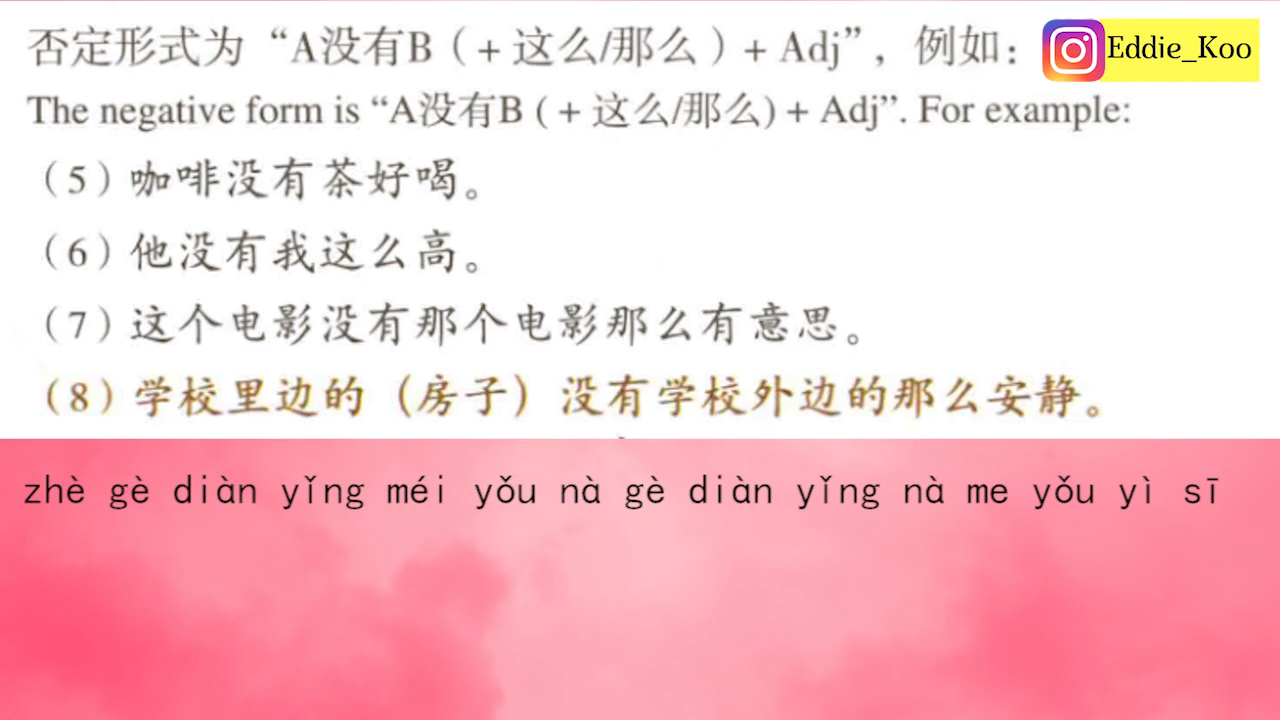 否定形式为“A没有B（+ 这么/那么）+ Adj”，例如：
Eddie_Koo
The negative form is “A没有B ( + 这么/那么) + Adj”. For example:
（5）咖啡没有茶好喝。
（6）他没有我这么高。
（7）这个电影没有那个电影那么有意思。
（8）学校里边的（房子）没有学校外边的那么安静。
zhè gè diàn yǐng méi yǒu nà gè diàn yǐng nà me yǒu yì sī